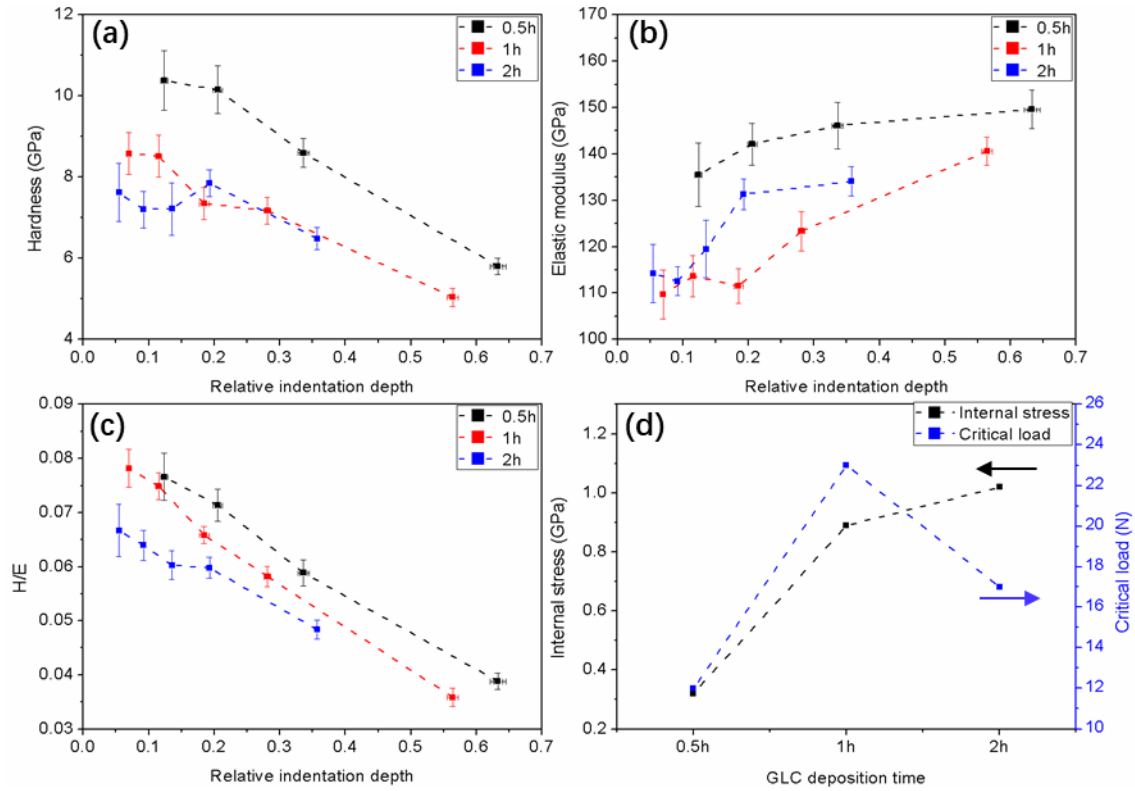 (a)
0.5h
1h
2h
12
10
8
6
4
Hardness (GPa)
0.0 0.1 0.2 0.3 0.4 0.5 0.6 0.7
Relative indentation depth
(b)
0.5h
1h
2h
170
160
150
140
130
120
110
100
Elastic modulus (GPa)
0.0 0.1 0.2 0.3 0.4 0.5 0.6 0.7
Relative indentation depth
(c)
0.5h
1h
2h
0.09
0.08
0.07
0.06
0.05
0.04
0.03
H/E
0.0 0.1 0.2 0.3 0.4 0.5 0.6 0.7
Relative indentation depth
(d)
Internal stress
Critical load
1.2
1.0
0.8
0.6
0.4
0.2
Internal stress (GPa)
26
24
22
20
18
16
14
12
10
Critical load (N)
0.5h 1h 2h
GLC deposition time